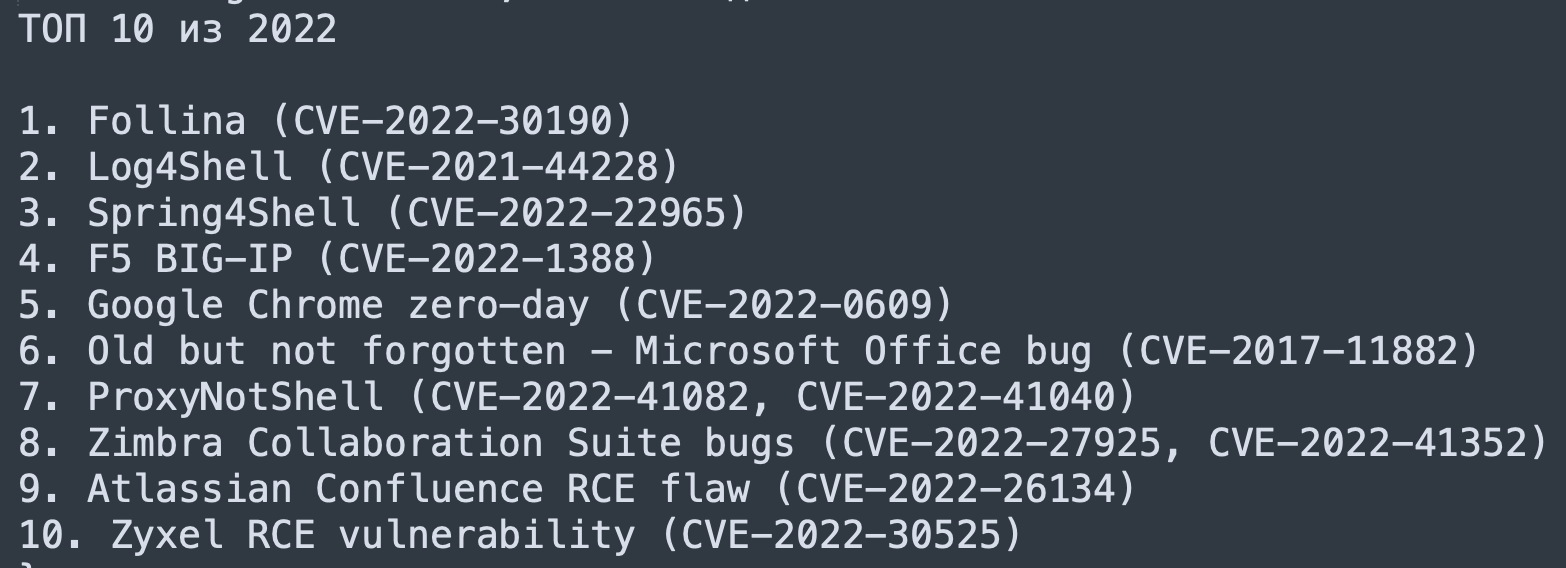 ТОП 10 из 2022
1. Follina (CVE-2022-30190)
2. Log4Shell (CVE-2021-44228)
3. Spring4Shell (CVE-2022-22965)
4. F5 BIG-IP (CVE-2022-1388)
5. Google Chrome zero-day (CVE-2022-0609)
6. Old but not forgotten - Microsoft Office bug (CVE-2017-11882)
7. ProxyNotShell (CVE-2022-41082, CVE-2022-41040)
8. Zimbra Collaboration Suite bugs (CVE-2022-27925, CVE-2022-41352)
9. Atlassian Confluence RCE flaw (CVE-2022-26134)
10. Zyxel RCE vulnerability (CVE-2022-30525)